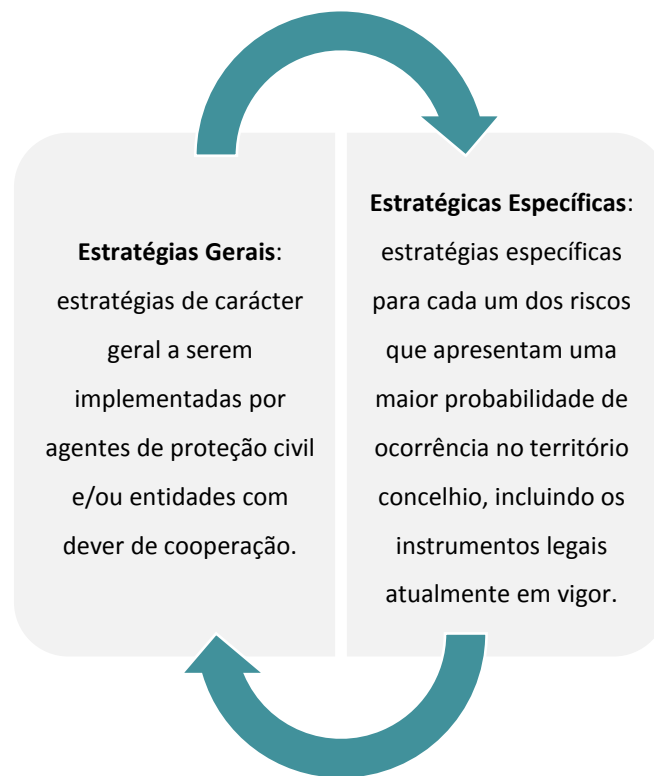 Estratégias Gerais:
estratégias de carácter
geral a serem
implementadas por
agentes de proteção civil
e/ou entidades com
dever de cooperação.
Estratégicas Específicas:
estratégias específicas
para cada um dos riscos
que apresentam uma
maior probabilidade de
ocorrência no território
concelhio, incluindo os
instrumentos legais
atualmente em vigor.